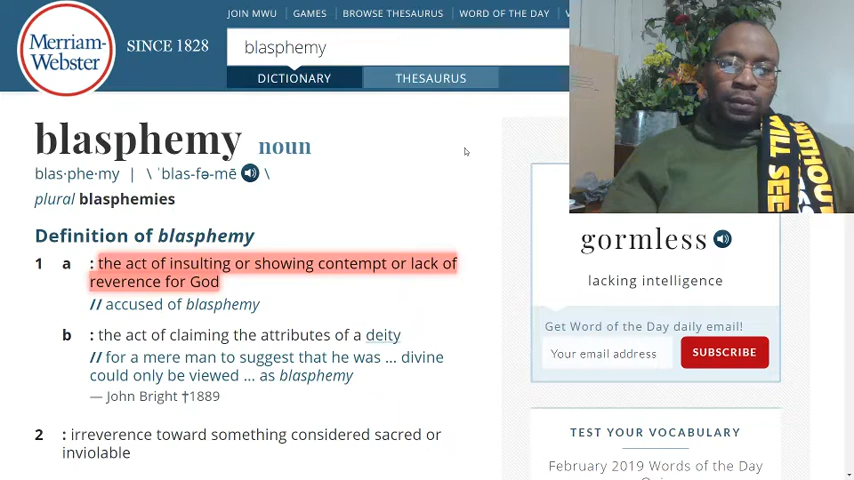 JOIN MWU GAMES BROWSE THESAURUS WORD OF THE DAY
Merriam-
Webster
SINCE 1828
blasphemy
DICTIONARY THESAURUS
blasphemy noun
blas·phe·my | \ ˈblas-fə-mē \
plural blasphemies
Definition of blasphemy
1 a : the act of insulting or showing contempt or lack of
reverence for God
// accused of blasphemy
b : the act of claiming the attributes of a deity
// for a mere man to suggest that he was ... divine
could only be viewed ... as blasphemy
— John Bright †1889
2 : irreverence toward something considered sacred or
inviolable
WILL SEES
WITHOU
gormless
lacking intelligence
Get Word of the Day daily email!
Your email address SUBSCRIBE
TEST YOUR VOCABULARY
February 2019 Words of the Day